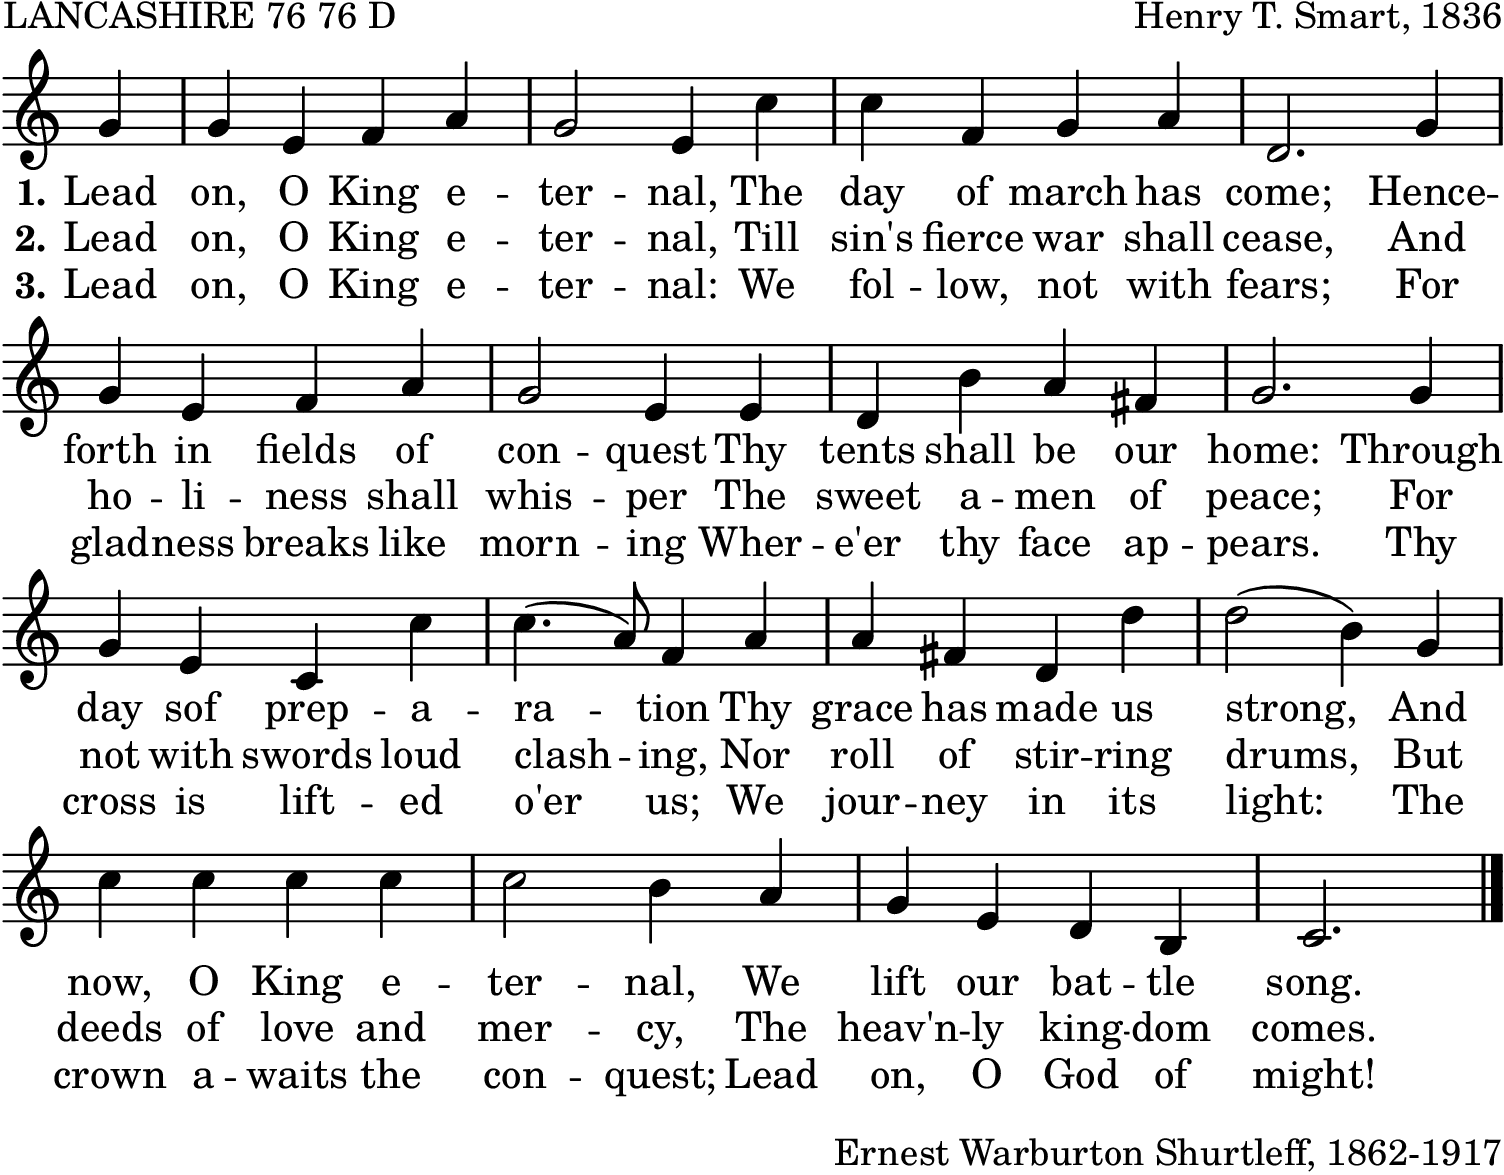 LANCASHIRE 76 76 D
Henry T. Smart, 1836
1. Lead on, O King e - ter - nal, The day of march has come; Hence -
2. Lead on, O King e - ter - nal, Till sin's fierce war shall cease, And
3. Lead on, O King e - ter - nal: We fol - low, not with fears; For
forth in fields of con - quest Thy tents shall be our home: Through
ho - li - ness shall whis - per The sweet a - men of peace; For
gladness breaks like morn - ing Wher - e'er thy face ap - pears. Thy
day sof prep - a - ra - tion Thy grace has made us strong, And
not with swords loud clash - ing, Nor roll of stir - ring drums, But
cross is lift - ed o'er us; We jour - ney in its light: The
now, O King e - ter - nal, We lift our bat - tle song.
deeds of love and mer - cy, The heav'n - ly king - dom comes.
crown a - waits the con - quest; Lead on, O God of might!
Ernest Warburton Shurtleff, 1862-1917